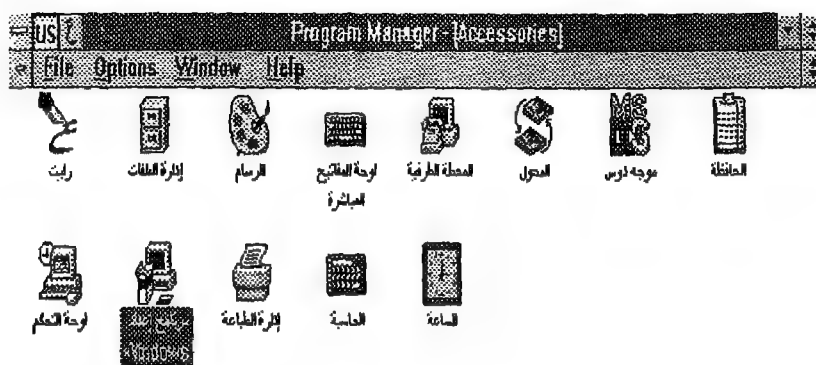 US ع Program Manager - [Accessories]
File Options Window Help
رايت
إدارة الملفات
الرسام
لوحة المفاتيح
المباشرة
المحطة الطرفية
المحول
موجه دوس
الحافظة
لوحة التحكم
Windows
إدارة الطباعة
الحاسبة
الساعة